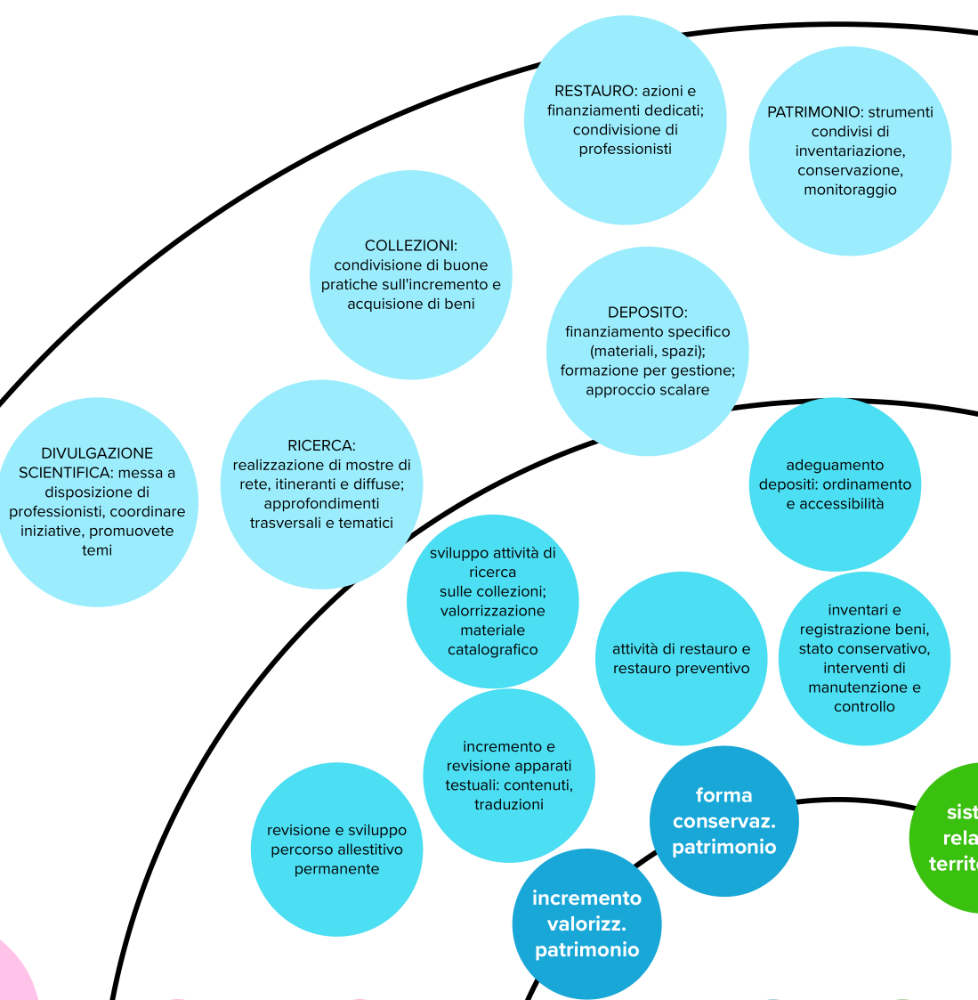 RESTAURO: azioni e
finanziamenti dedicati;
condivisione di
professionisti
PATRIMONIO: strumenti
condivisi di
inventariazione,
conservazione,
monitoraggio
COLLEZIONI:
condivisione di buone
pratiche sull'incremento e
acquisione di beni
DEPOSITO:
finanziamento specifico
(materiali, spazi);
formazione per gestione;
approccio scalare
DIVULGAZIONE
SCIENTIFICA: messa a
disposizione di
professionisti, coordinare
iniziative, promuovete
temi
RICERCA:
realizzazione di mostre di
rete, itineranti e diffuse;
approfondimenti
trasversali e tematici
adeguamento
depositi: ordinamento
e accessibilità
sviluppo attività di
ricerca
sulle collezioni;
valorrizzazione
materiale
catalografico
attività di restauro e
restauro preventivo
inventari e
registrazione beni,
stato conservativo,
interventi di
manutenzione e
controllo
incremento e
revisione apparati
testuali: contenuti,
traduzioni
revisione e sviluppo
percorso allestitivo
permanente
forma
conservaz.
patrimonio
incremento
valorizz.
patrimonio